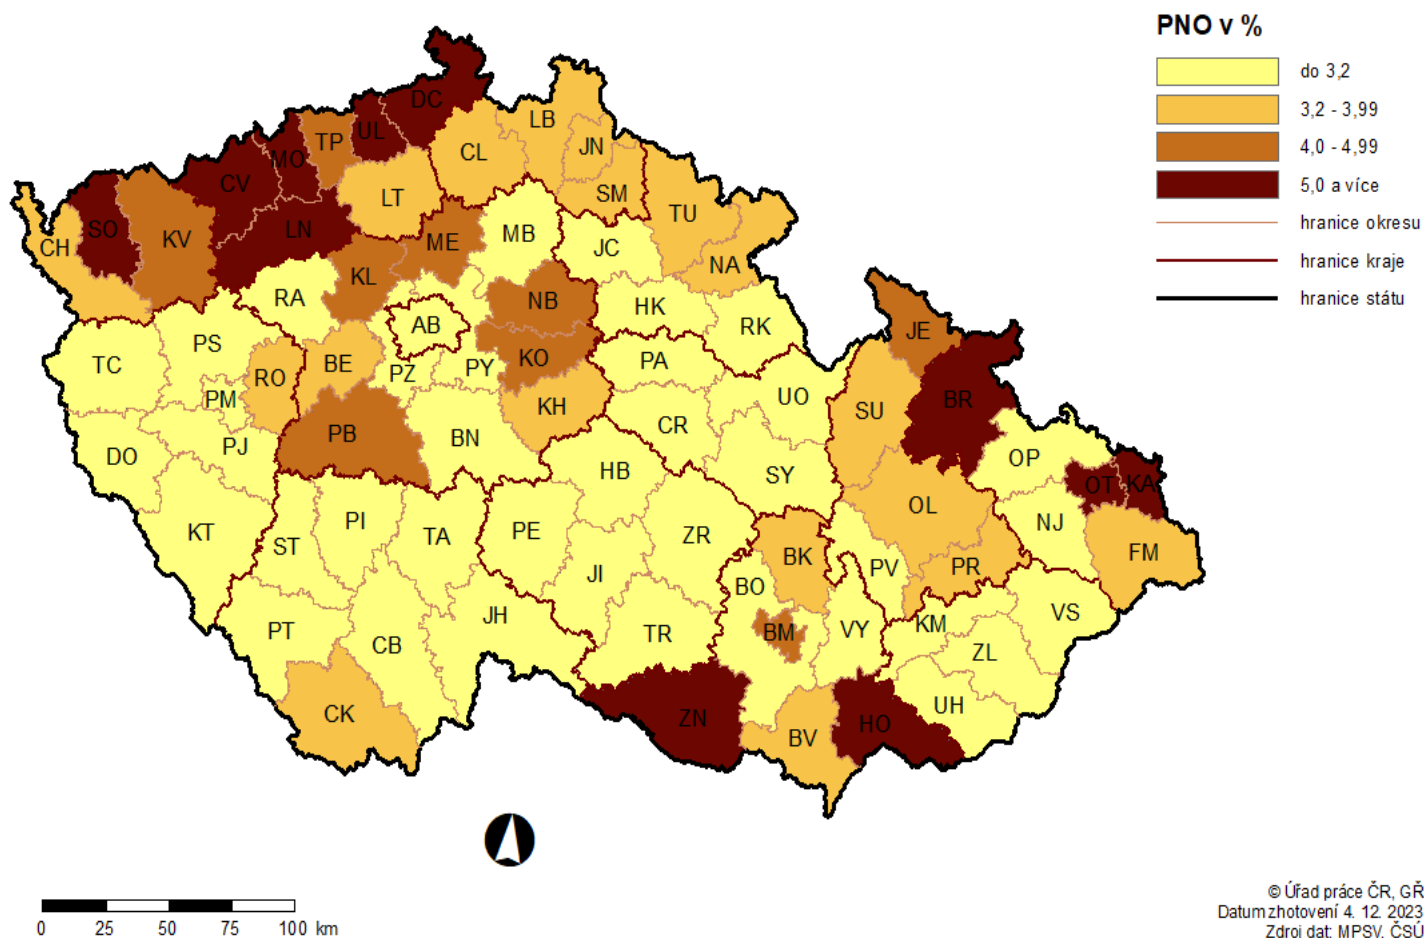 PNO v %
do 3,2
3,2 - 3,99
4,0 - 4,99
5,0 a více
hranice okresu
hranice kraje
hranice státu
DC
UL
TP
MO
LB
JN
CL
CV
LT
SM
SO
KV
LN
TU
CH
ME
MB
JC
NA
KL
RA
NB
HK
AB
RK
JE
PS
KO
TC
BE
PZ
PY
PA
RO
UO
PM
KH
SU
BR
PB
CR
PJ
BN
DO
OP
HB
SY
OT
KA
OL
KT
PI
TA
PE
ZR
NJ
ST
BK
FM
JI
PV
PR
BO
JH
VS
PT
CB
TR
BM
VY
KM
ZL
CK
ZN
HO
UH
BV
0 25 50 75 100 km
© Úřad práce ČR, GŘ
Datum zhotovení 4. 12. 2023
Zdroj dat: MPSV, ČSÚ